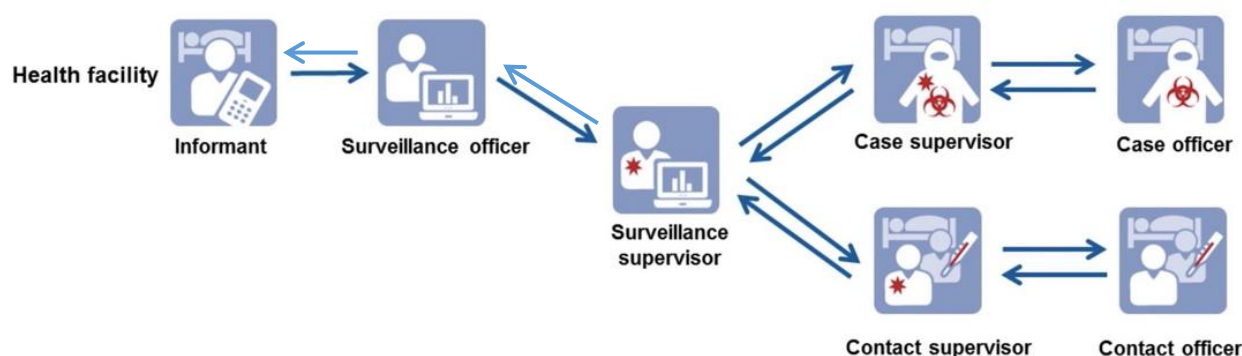 Health facility
Informant
Surveillance officer
Surveillance
supervisor
Case supervisor
Case officer
Contact supervisor
Contact officer